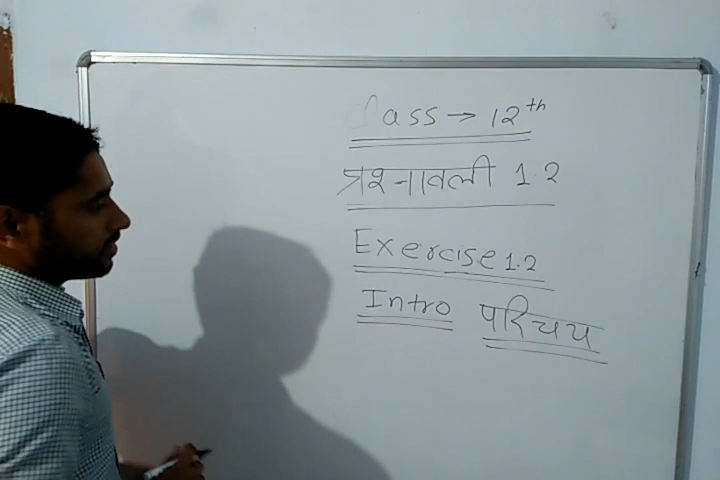 Class → 12th
प्रश्नावली 1.2
Exercise 1.2
Intro परिचय